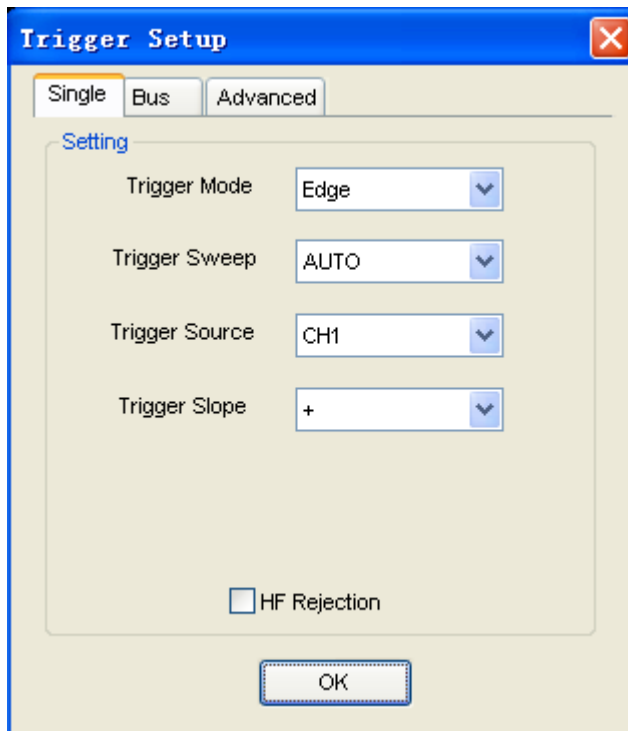 Trigger Setup
Single Bus Advanced
Setting
Trigger Mode Edge
Trigger Sweep AUTO
Trigger Source CH1
Trigger Slope +
HF Rejection
OK